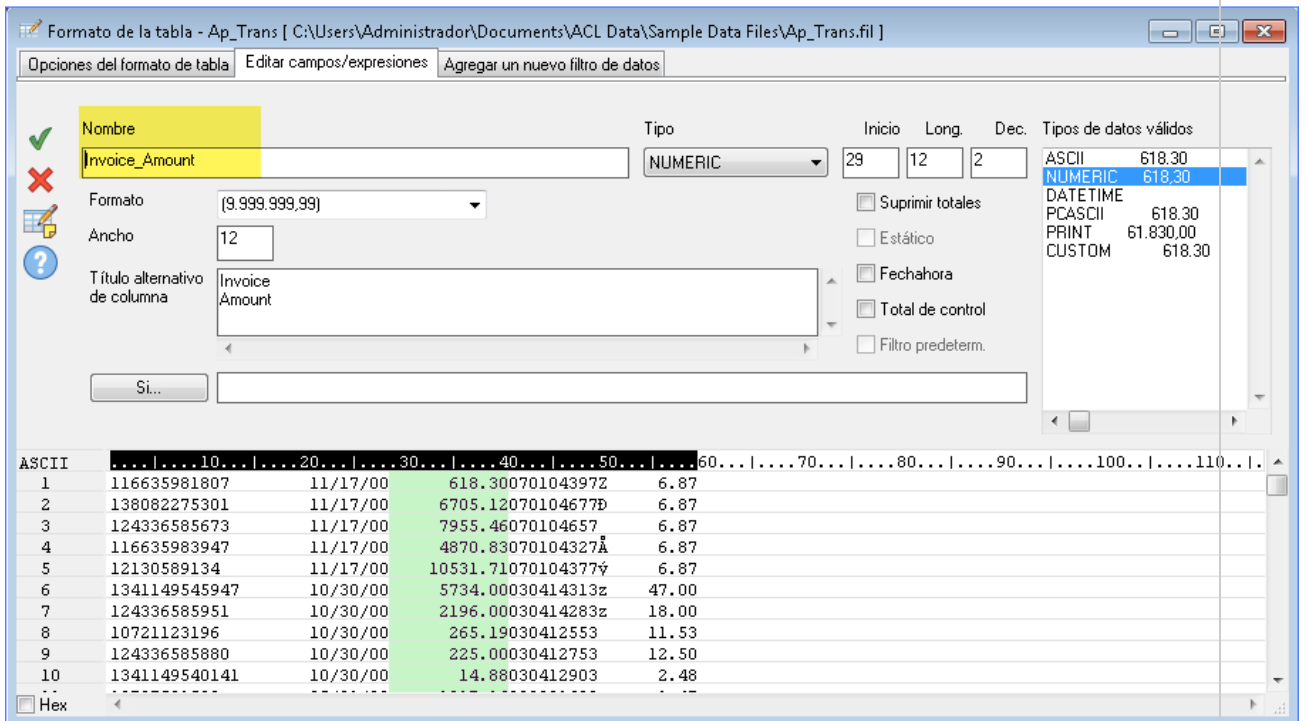 Formato de la tabla - Ap_Trans [ C:\Users\Administrador\Documents\ACL Data\Sample Data Files\Ap_Trans.fil ]
Opciones del formato de tabla Editar campos/expresiones Agregar un nuevo filtro de datos
Nombre Tipo Inicio Long. Dec. Tipos de datos válidos
Invoice_Amount NUMERIC 29 12 2
ASCII 618.30
NUMERIC 618,30
DATETIME
PCASCII 618.30
PRINT 61.830,00
CUSTOM 618.30
Formato (9.999.999,99)
Ancho 12
Título alternativo de columna
Invoice
Amount
Suprimir totales
Estático
Fechahora
Total de control
Filtro predeterm.
Si...
ASCII ....|....10...|....20...|....30...|....40...|....50...|....60...|....70...|....80...|....90...|....100..|....110..|.
1 116635981807 11/17/00 618.30070104397Z 6.87
2 138082275301 11/17/00 6705.12070104677Ð 6.87
3 124336585673 11/17/00 7955.46070104657 6.87
4 116635983947 11/17/00 4870.83070104327Å 6.87
5 12130589134 11/17/00 10531.71070104377ý 6.87
6 1341149545947 10/30/00 5734.00030414313z 47.00
7 124336585951 10/30/00 2196.00030414283z 18.00
8 10721123196 10/30/00 265.19030412553 11.53
9 124336585880 10/30/00 225.00030412753 12.50
10 1341149540141 10/30/00 14.88030412903 2.48
Hex